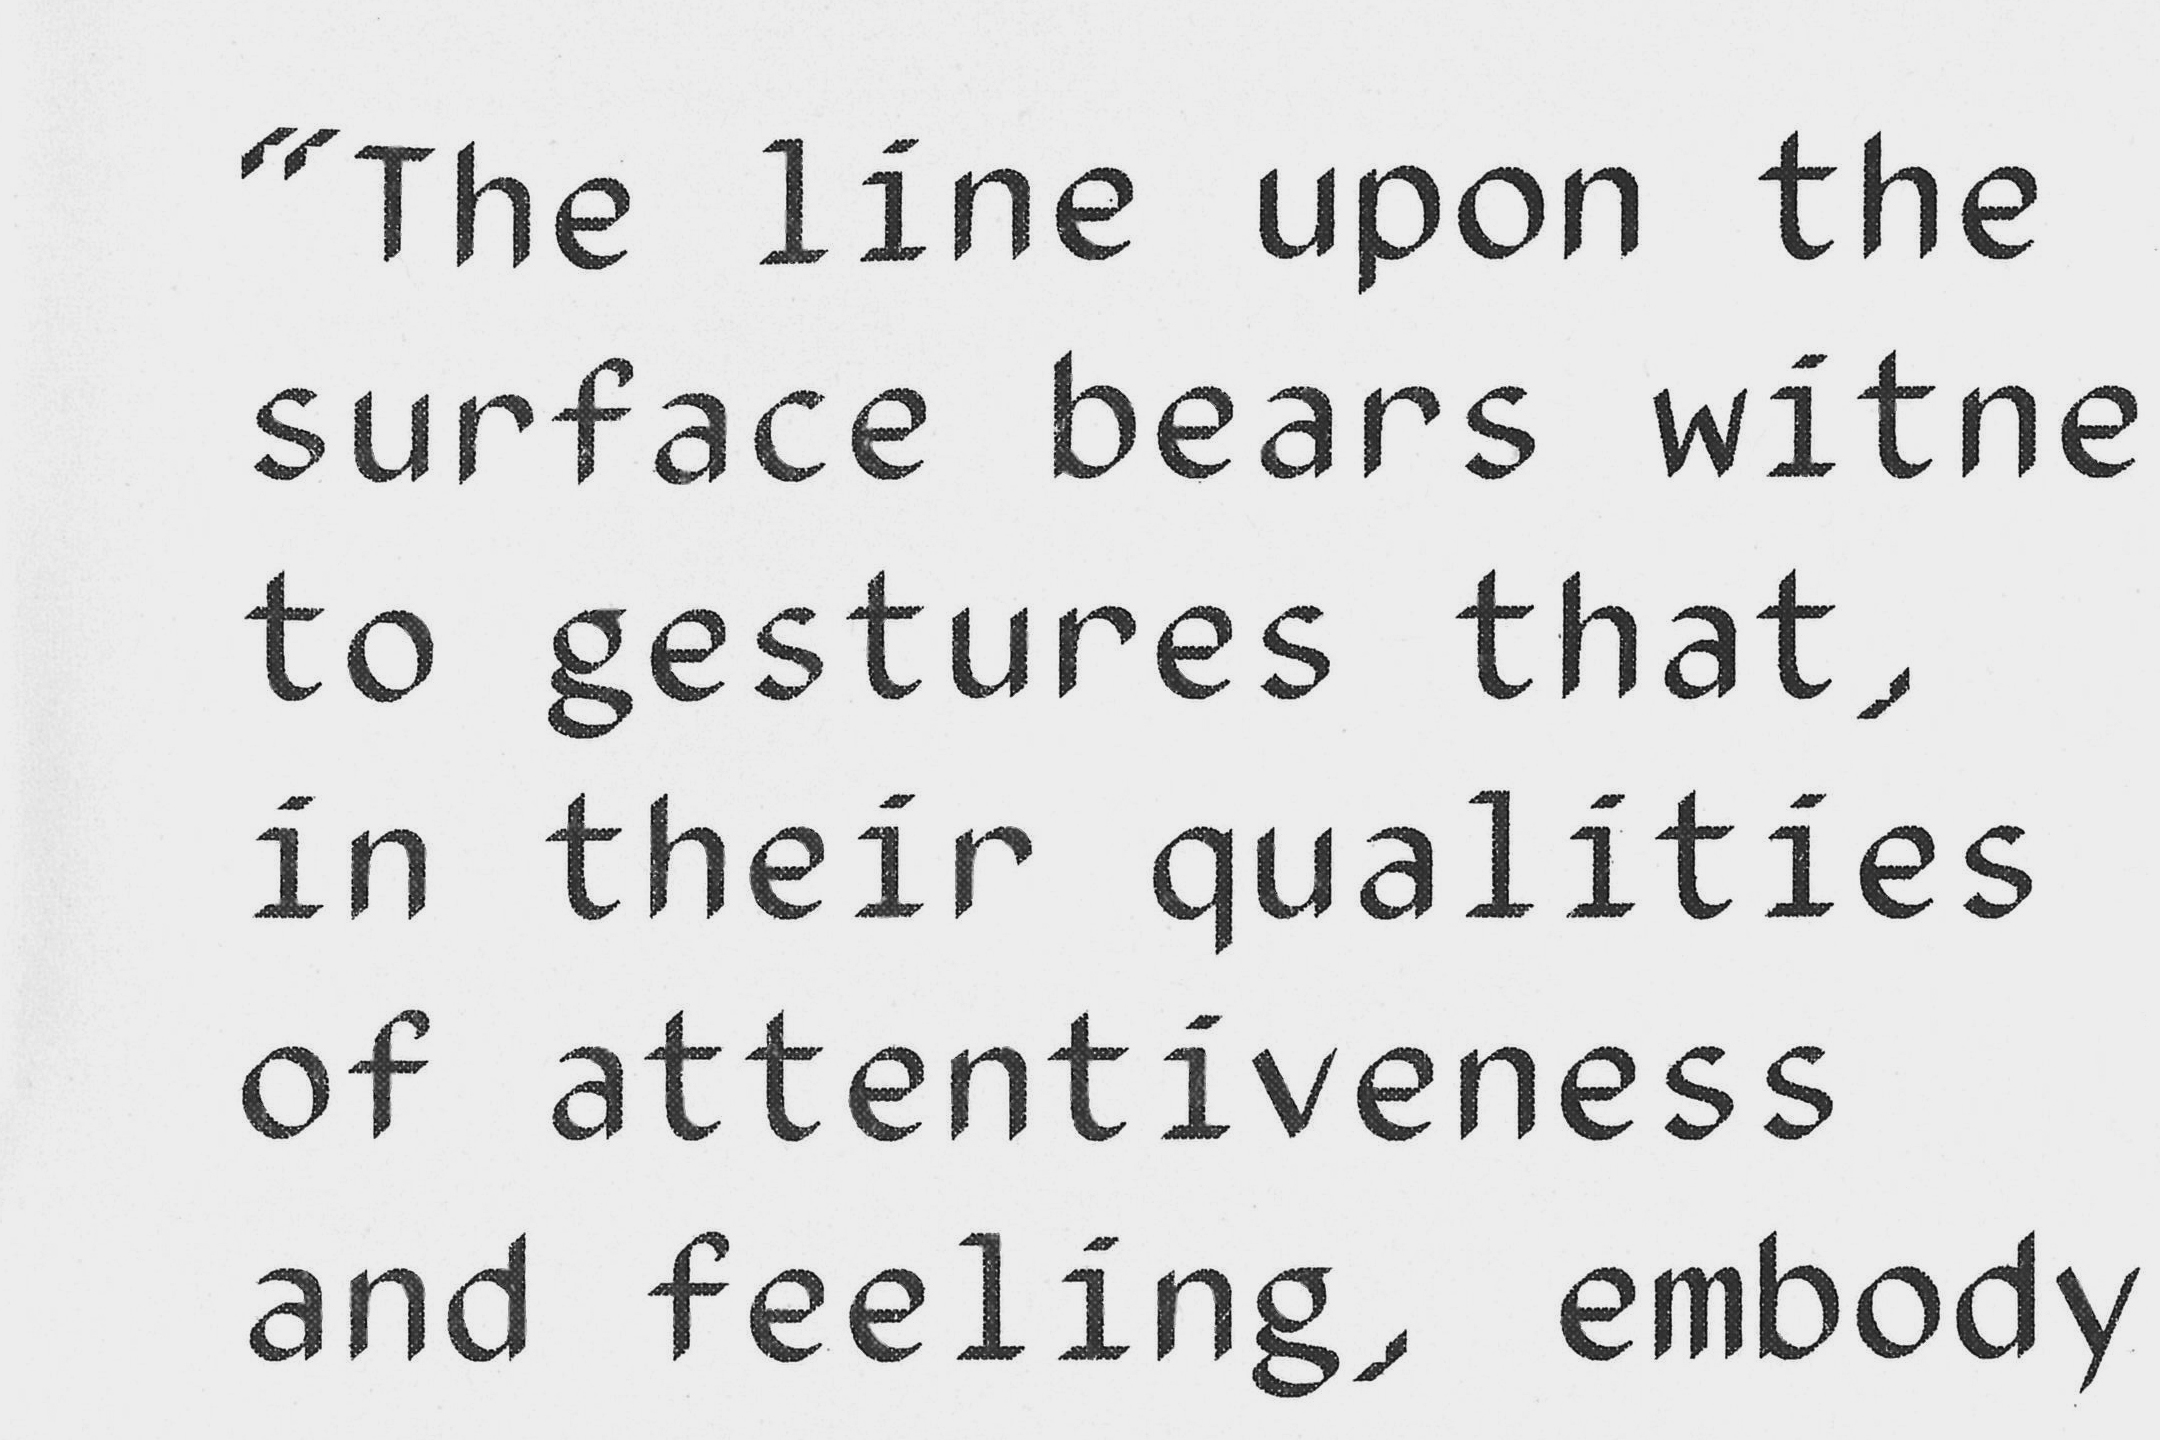 “The line upon the
surface bears witne
to gestures that,
in their qualities
of attentiveness
and feeling, embody